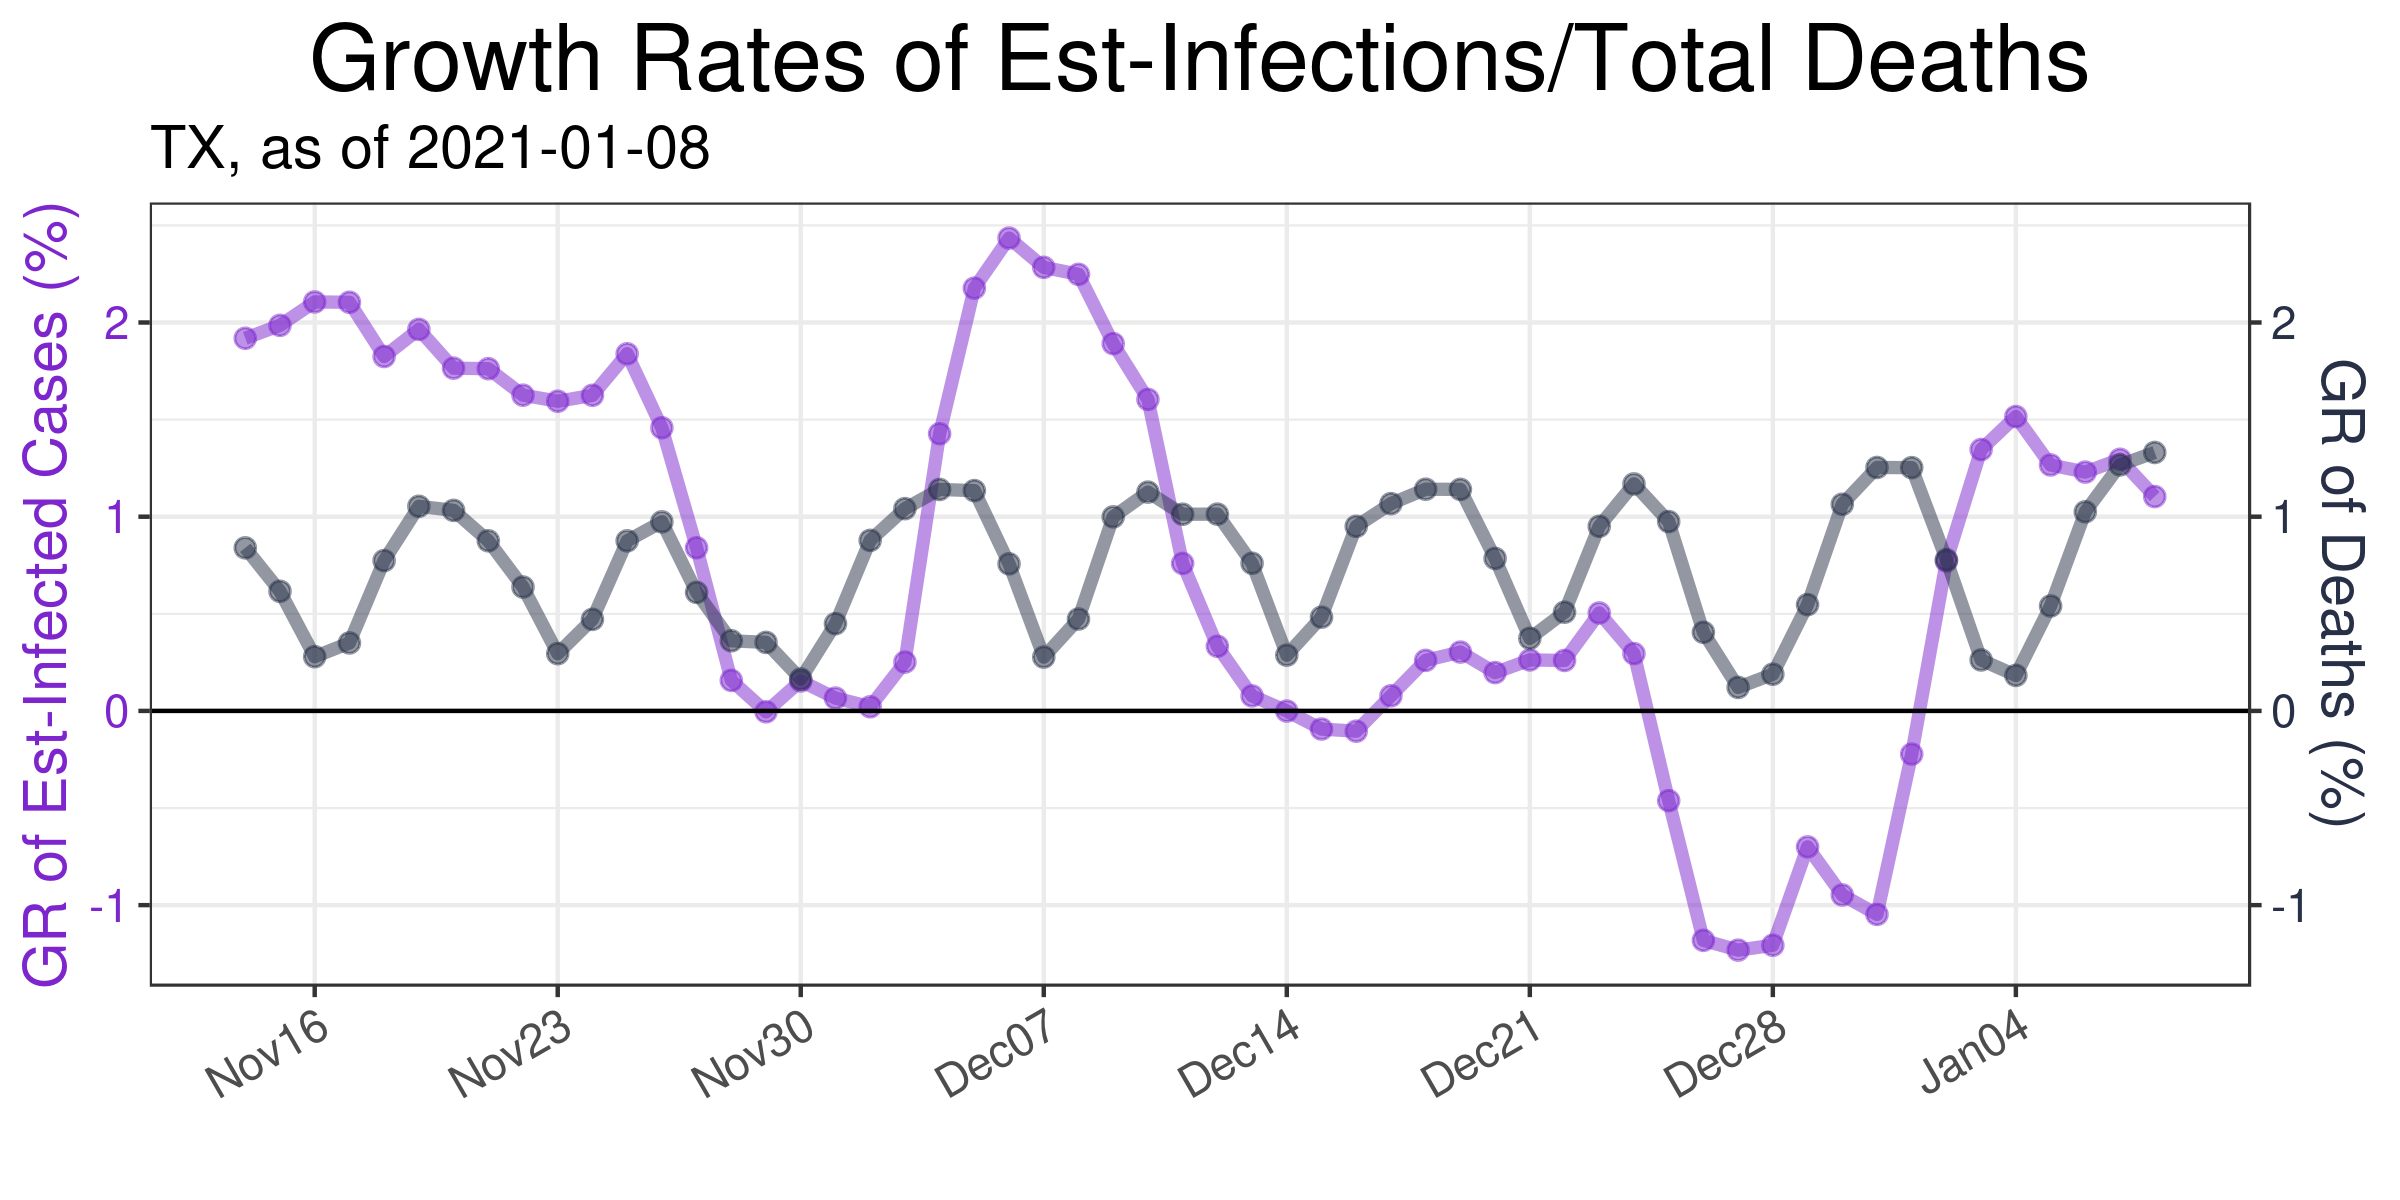 Growth Rates of Est-Infections/Total Deaths
TX, as of 2021-01-08
GR of Est-Infected Cases (%)
2
1
0
-1
2
1
0
-1
GR of Deaths (%)
Nov16
Nov23
Nov30
Dec07
Dec14
Dec21
Dec28
Jan04